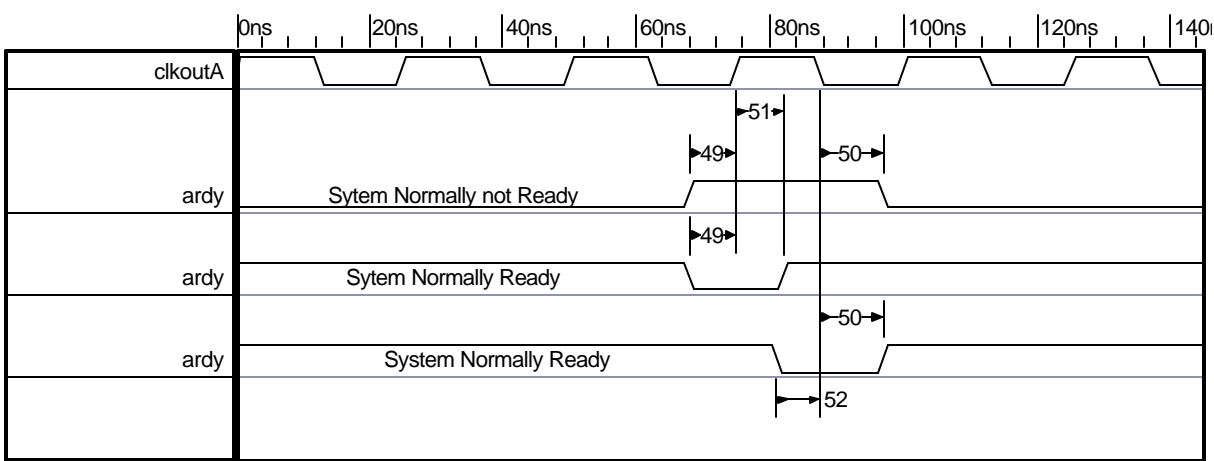 0ns 20ns 40ns 60ns 80ns 100ns 120ns 140n
clkoutA
51
49 50
ardy Sytem Normally not Ready
49
ardy Sytem Normally Ready
50
ardy System Normally Ready
52